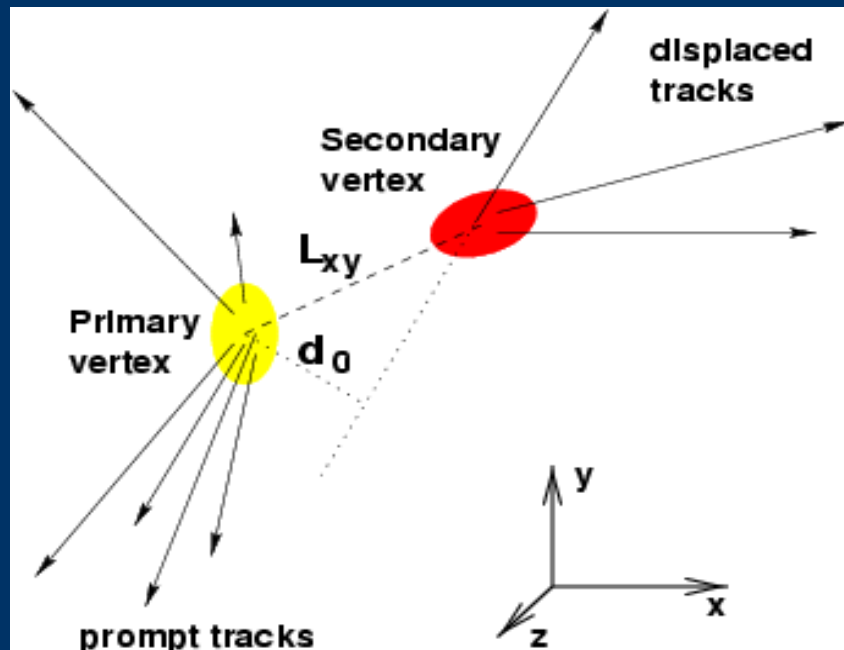 displaced
tracks
Secondary
vertex
Lxy
Primary
vertex
d0
y
x
z
prompt tracks